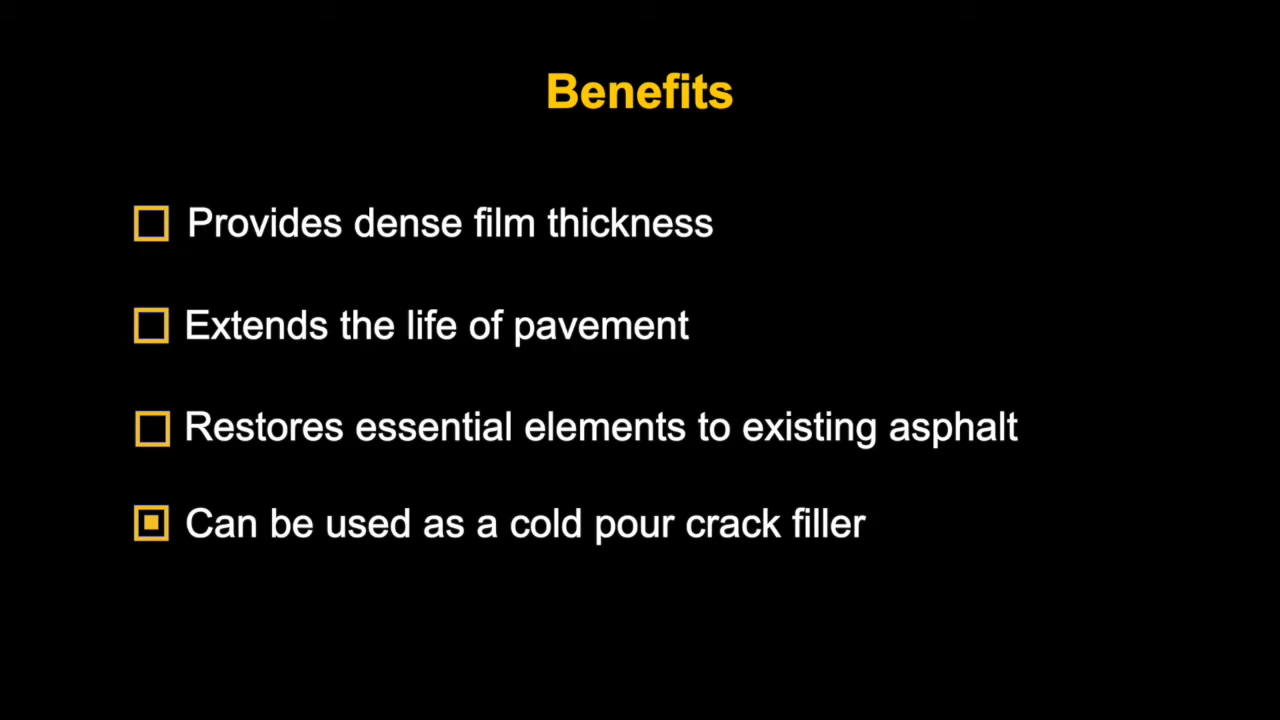 Benefits
Provides dense film thickness
Extends the life of pavement
Restores essential elements to existing asphalt
Can be used as a cold pour crack filler